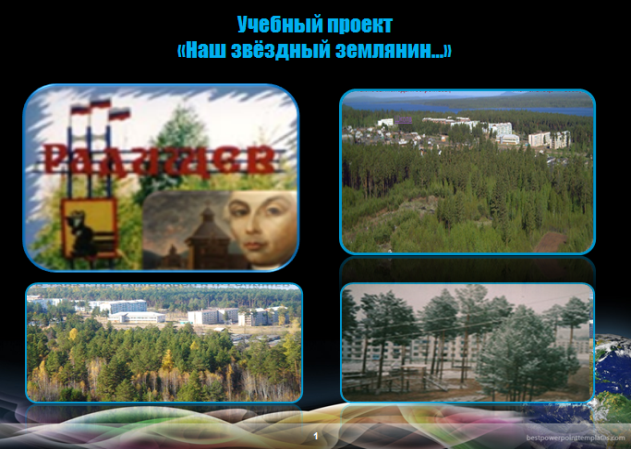 Учебный проект
«Наш звёздный землянин...»
РАДИЩЕВ
1
bestpowerpointtemplates.com